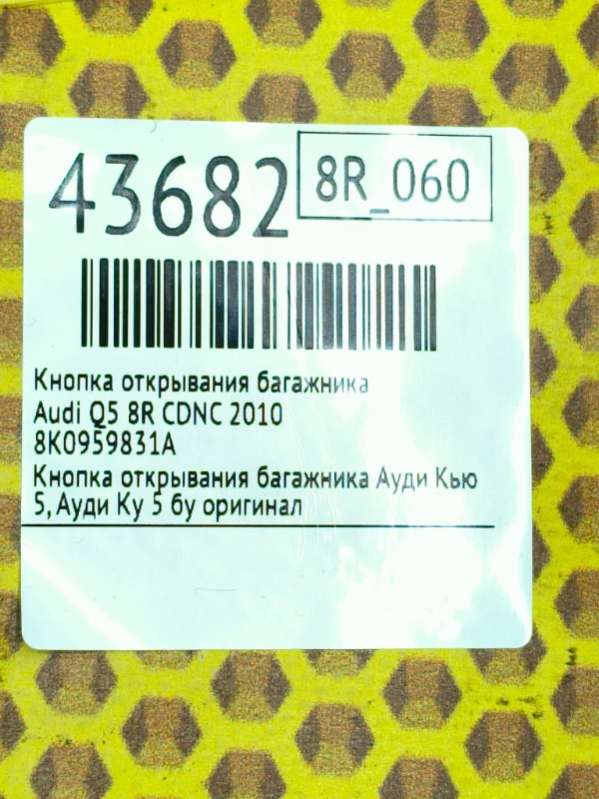 43682
8R_060
Кнопка открывания багажника
Audi Q5 8R CDNC 2010
8K0959831A
Кнопка открывания багажника Ауди Кью
5, Ауди Ку 5 бу оригинал